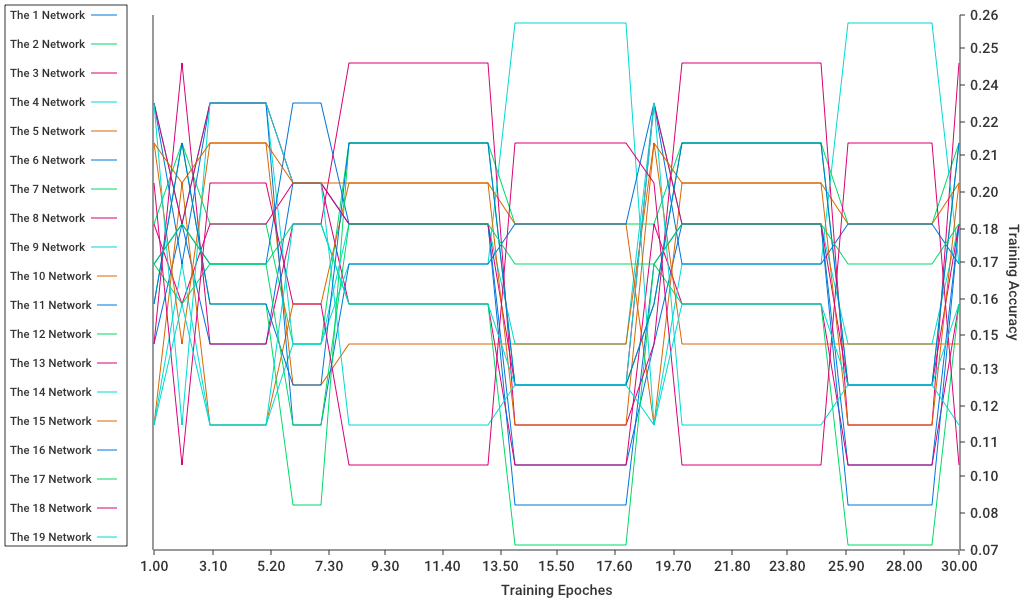 The 1 Network
The 2 Network
The 3 Network
The 4 Network
The 5 Network
The 6 Network
The 7 Network
The 8 Network
The 9 Network
The 10 Network
The 11 Network
The 12 Network
The 13 Network
The 14 Network
The 15 Network
The 16 Network
The 17 Network
The 18 Network
The 19 Network
0.26
0.25
0.24
0.22
0.21
0.20
0.18
0.17
0.16
0.15
0.13
0.12
0.11
0.10
0.08
0.07
Training Accuracy
1.00 3.10 5.20 7.30 9.30 11.40 13.50 15.50 17.60 19.70 21.80 23.80 25.90 28.00 30.00
Training Epoches